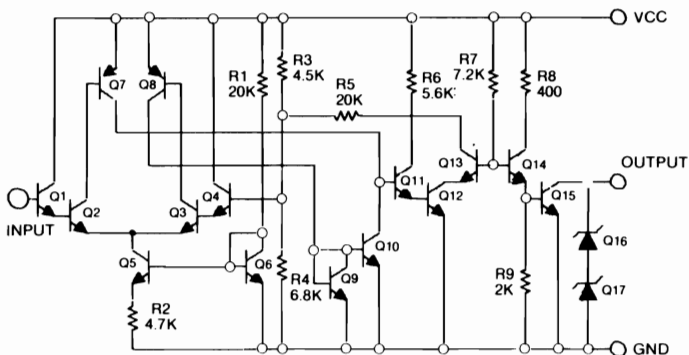 VCC
R1
20K
R3
4.5K
R5
20K
R6
5.6K
R7
7.2K
R8
400
Q7
Q8
Q13
Q14
OUTPUT
Q1
Q2
Q3
Q4
Q11
Q12
Q15
INPUT
Q10
Q16
Q5
Q6
R4
6.8K
Q9
R9
2K
Q17
R2
4.7K
GND